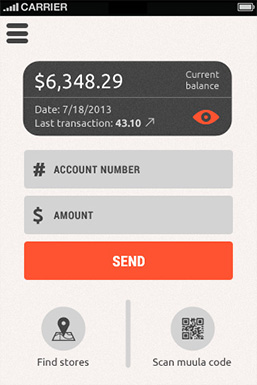 CARRIER
$6,348.29
Current
balance
Date: 7/18/2013
Last transaction: 43.10
# ACCOUNT NUMBER
$ AMOUNT
SEND
Find stores
Scan muula code